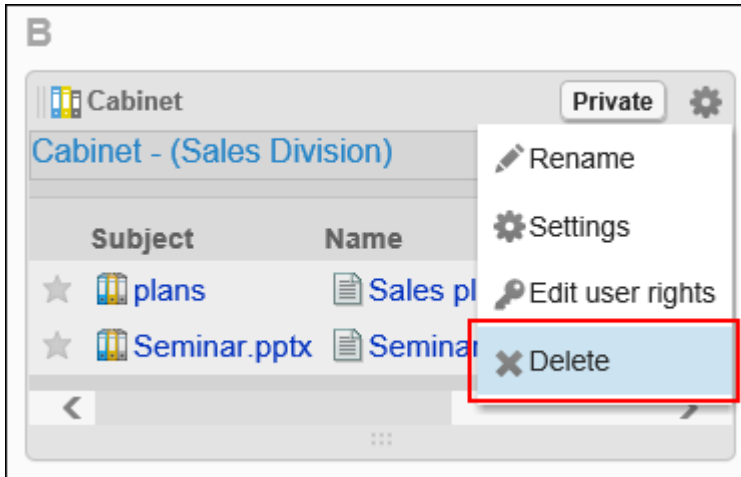 B
Cabinet Private
Cabinet - (Sales Division)
Rename
Settings
Edit user rights
Delete
Subject Name
plans Sales pl
Seminar.pptx Seminar